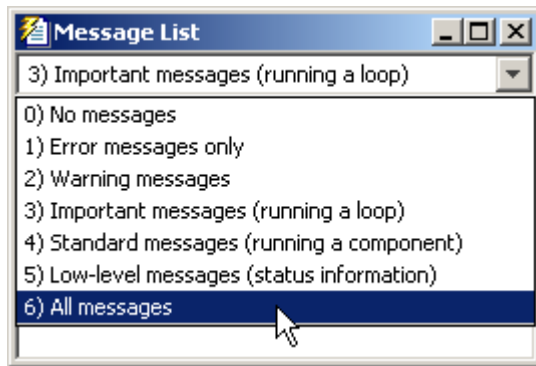 Message List
3) Important messages (running a loop)
0) No messages
1) Error messages only
2) Warning messages
3) Important messages (running a loop)
4) Standard messages (running a component)
5) Low-level messages (status information)
6) All messages